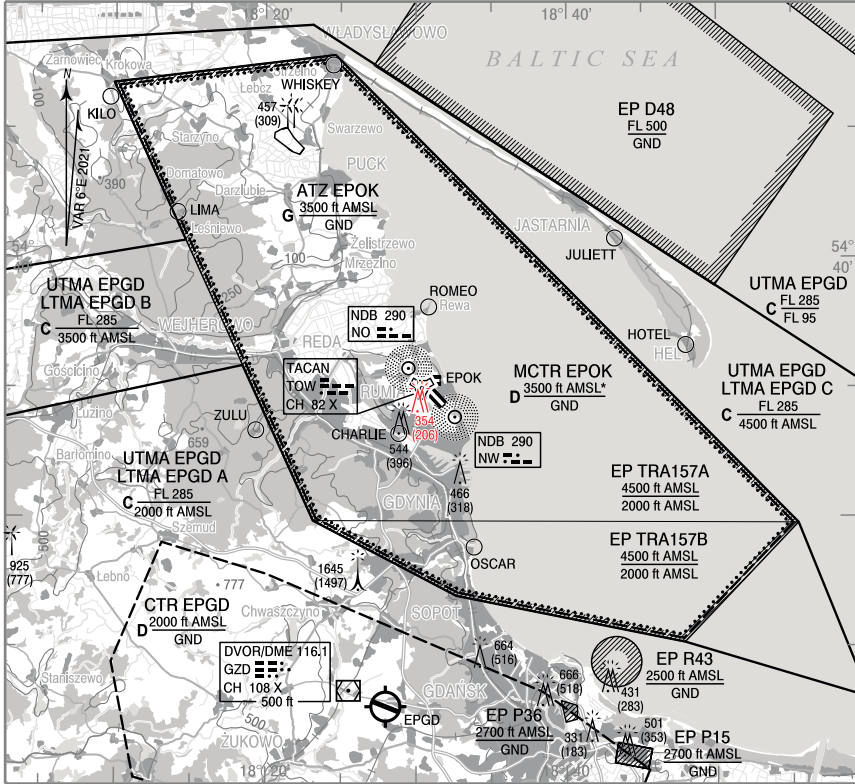 18°20'
18°40'
WŁADYSŁAWOWO
BALTIC SEA
Żarnowiec
Krokowa
N
100
KILO
VAR 6°E 2021
Strzelno
WHISKEY
Łebcz
457
(309)
Swarzewo
EP D48
FL 500
GND
Starzyno
PUCK
390
Domatowo
Darzlubie
LIMA
Leśniewo
ATZ EPOK
G
3500 ft AMSL
GND
JASTARNIA
JULIETT
54°
40'
54°
40'
Żelistrzewo
Mrzezino
100
UTMA EPGD
LTMA EPGD B
C
FL 285
3500 ft AMSL
250
WEJHEROWO
UTMA EPGD
C
FL 285
FL 95
ROMEO
Rewa
NDB 290
NO
REDA
HOTEL
HEL
Gościcino
TACAN
TOW
CH 82 X
RUMIA
EPOK
MCTR EPOK
D
3500 ft AMSL*
GND
UTMA EPGD
LTMA EPGD C
C
FL 285
4500 ft AMSL
Luzino
ZULU
354
(206)
CHARLIE
544
(396)
NDB 290
NW
659
Barłomino
UTMA EPGD
LTMA EPGD A
C
FL 285
2000 ft AMSL
466
(318)
GDYNIA
EP TRA157A
4500 ft AMSL
2000 ft AMSL
Szemud
500
925
(777)
EP TRA157B
4500 ft AMSL
2000 ft AMSL
OSCAR
1645
(1497)
Łebno
777
CTR EPGD
D
2000 ft AMSL
GND
Chwaszczyno
SOPOT
DVOR/DME 116.1
GZD
CH 108 X
500 ft
664
(516)
Staniszewo
EP R43
2500 ft AMSL
GND
666
(518)
431
(283)
GDAŃSK
EPGD
500
EP P36
2700 ft AMSL
GND
331
(183)
501
(353)
EP P15
2700 ft AMSL
GND
ŻUKOWO
18°20'
18°40'